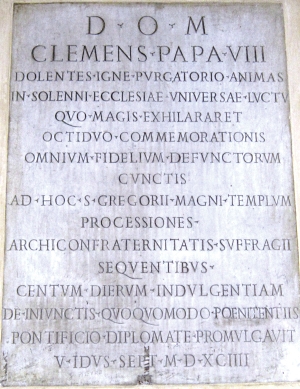 D · O · M
CLEMENS · PAPA · VIII
DOLENTES · IGNE · PVRGATORIO · ANIMAS
IN · SOLENNI · ECCLESIAE · VNIVERSAE · LVCTV
QVO · MAGIS · EXHILARARET
OCTIDVO · COMMEMORATIONIS
OMNIVM · FIDELIVM · DEFVNCTORVM
CVNCTIS
AD · HOC · S · GREGORII · MAGNI · TEMPLVM
PROCESSIONES ·
ARCHICONFRATERNITATIS · SVFFRAGII
SEQVENTIBVS ·
CENTVM · DIERVM · INDVLGENTIAM
DE · INIVNCTIS · QVOQVOMODO · POENITENTIIS
PONTIFICIO · DIPLOMATE · PROMVLGAVIT
V · IDVS · SEPT · M · D · XCIIII